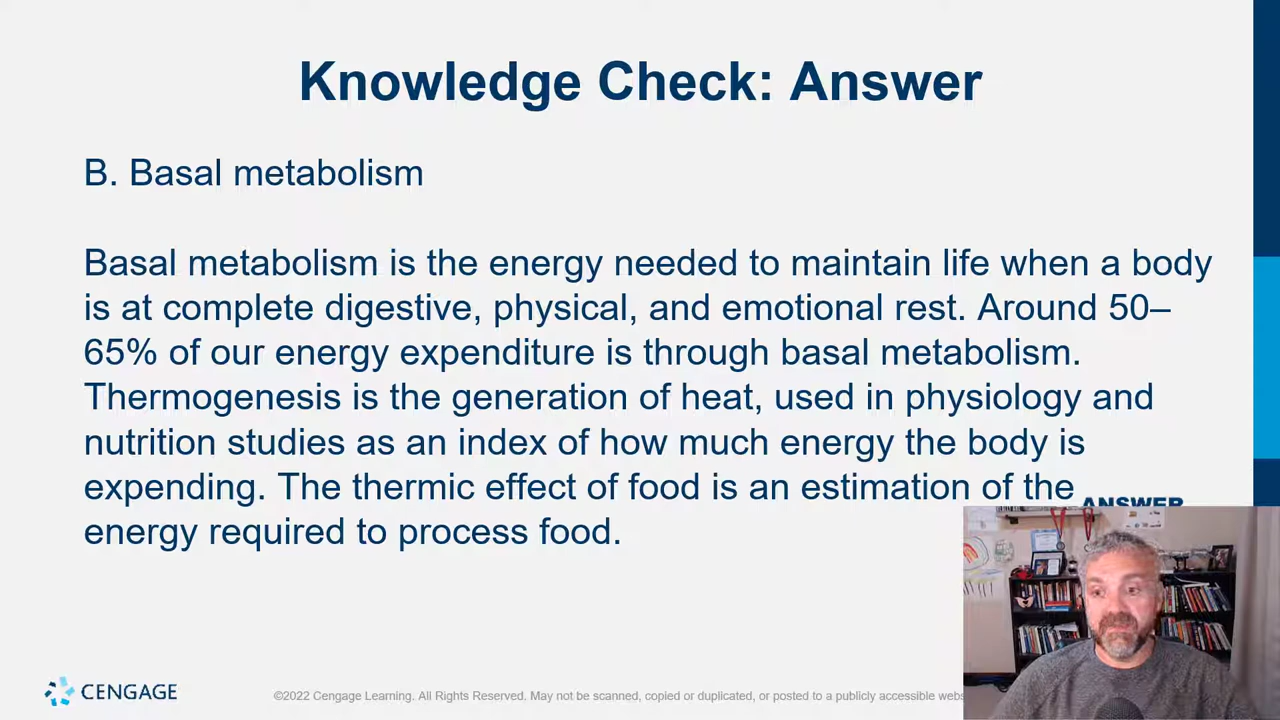 Knowledge Check: Answer
B. Basal metabolism
Basal metabolism is the energy needed to maintain life when a body
is at complete digestive, physical, and emotional rest. Around 50–
65% of our energy expenditure is through basal metabolism.
Thermogenesis is the generation of heat, used in physiology and
nutrition studies as an index of how much energy the body is
expending. The thermic effect of food is an estimation of the
energy required to process food.
ANSWER
CENGAGE
©2022 Cengage Learning. All Rights Reserved. May not be scanned, copied or duplicated, or posted to a publicly accessible